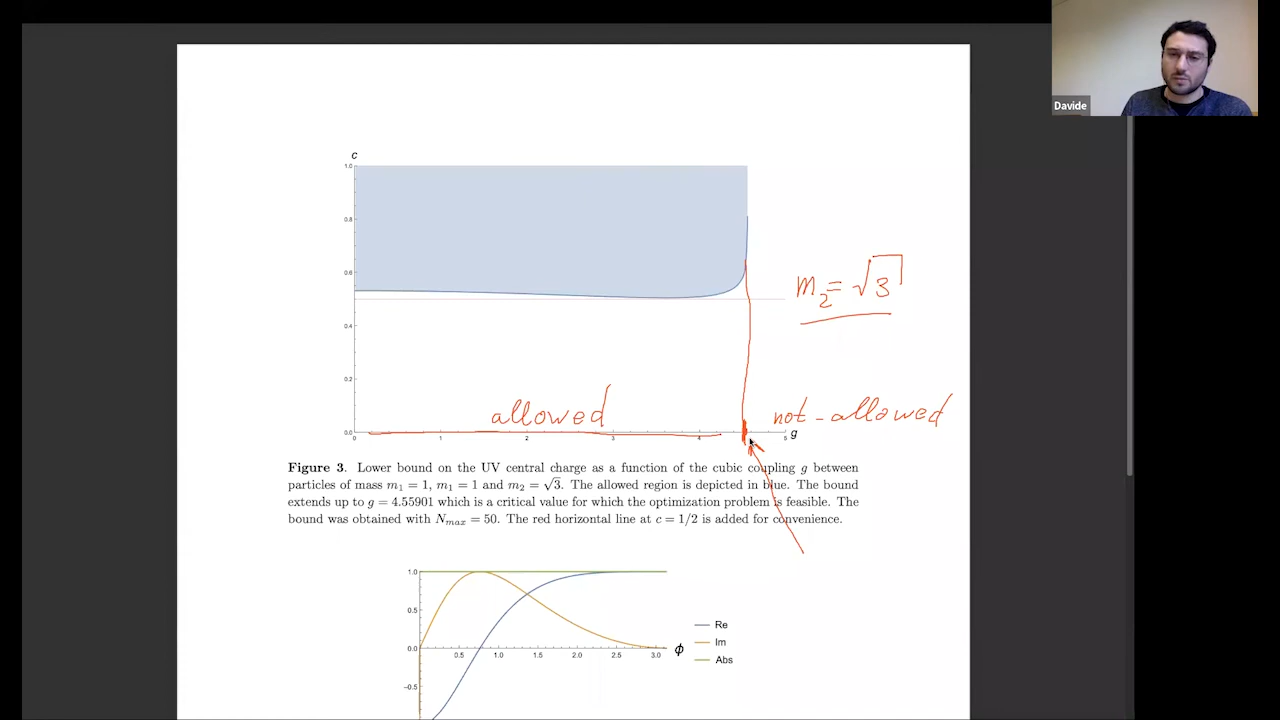 Davide
c
1.0
0.8
0.6
0.4
0.2
0.0
0 1 2 3 4 5
g
m₂=√3
allowed
not-allowed
Figure 3. Lower bound on the UV central charge as a function of the cubic coupling g between
particles of mass m₁ = 1, m₁ = 1 and m₂ = √3. The allowed region is depicted in blue. The bound
extends up to g = 4.55901 which is a critical value for which the optimization problem is feasible. The
bound was obtained with Nmax = 50. The red horizontal line at c = 1/2 is added for convenience.
1.0
0.5
0.0
-0.5
0.5 1.0 1.5 2.0 2.5 3.0
ϕ
Re
Im
Abs